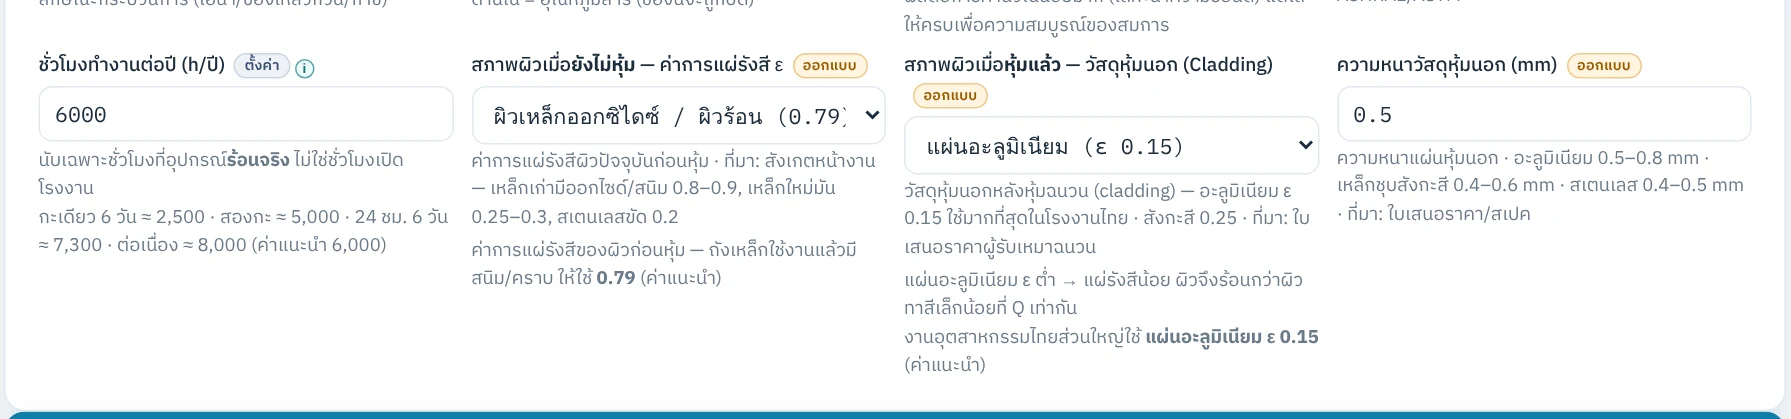 ให้ครบเพื่อความสมบูรณ์ของสมการ
ชั่วโมงทำงานต่อปี (h/ปี) ตั้งค่า i
6000
นับเฉพาะชั่วโมงที่อุปกรณ์ร้อนจริง ไม่ใช่ชั่วโมงเปิด
โรงงาน
กะเดียว 6 วัน ≈ 2,500 · สองกะ ≈ 5,000 · 24 ชม. 6 วัน
≈ 7,300 · ต่อเนื่อง ≈ 8,000 (ค่าแนะนำ 6,000)
สภาพผิวเมื่อยังไม่หุ้ม — ค่าการแผ่รังสี ε ออกแบบ
ผิวเหล็กออกซิไดซ์ / ผิวร้อน (0.79)
ค่าการแผ่รังสีผิวปัจจุบันก่อนหุ้ม · ที่มา: สังเกตหน้างาน
— เหล็กเก่ามีออกไซด์/สนิม 0.8–0.9, เหล็กใหม่มัน
0.25–0.3, สเตนเลสขัด 0.2
ค่าการแผ่รังสีของผิวก่อนหุ้ม — ถังเหล็กใช้งานแล้วมี
สนิม/คราบ ให้ใช้ 0.79 (ค่าแนะนำ)
สภาพผิวเมื่อหุ้มแล้ว — วัสดุหุ้มนอก (Cladding)
ออกแบบ
แผ่นอะลูมิเนียม (ε 0.15)
วัสดุหุ้มนอกหลังหุ้มฉนวน (cladding) — อะลูมิเนียม ε
0.15 ใช้มากที่สุดในโรงงานไทย · สังกะสี 0.25 · ที่มา: ใบ
เสนอราคาผู้รับเหมาฉนวน
แผ่นอะลูมิเนียม ε ต่ำ → แผ่รังสีน้อย ผิวจึงร้อนกว่าผิว
ทาสีเล็กน้อยที่ Q เท่ากัน
งานอุตสาหกรรมไทยส่วนใหญ่ใช้ แผ่นอะลูมิเนียม ε 0.15
(ค่าแนะนำ)
ความหนาวัสดุหุ้มนอก (mm) ออกแบบ
0.5
ความหนาแผ่นหุ้มนอก · อะลูมิเนียม 0.5–0.8 mm ·
เหล็กชุบสังกะสี 0.4–0.6 mm · สเตนเลส 0.4–0.5 mm
· ที่มา: ใบเสนอราคา/สเปค